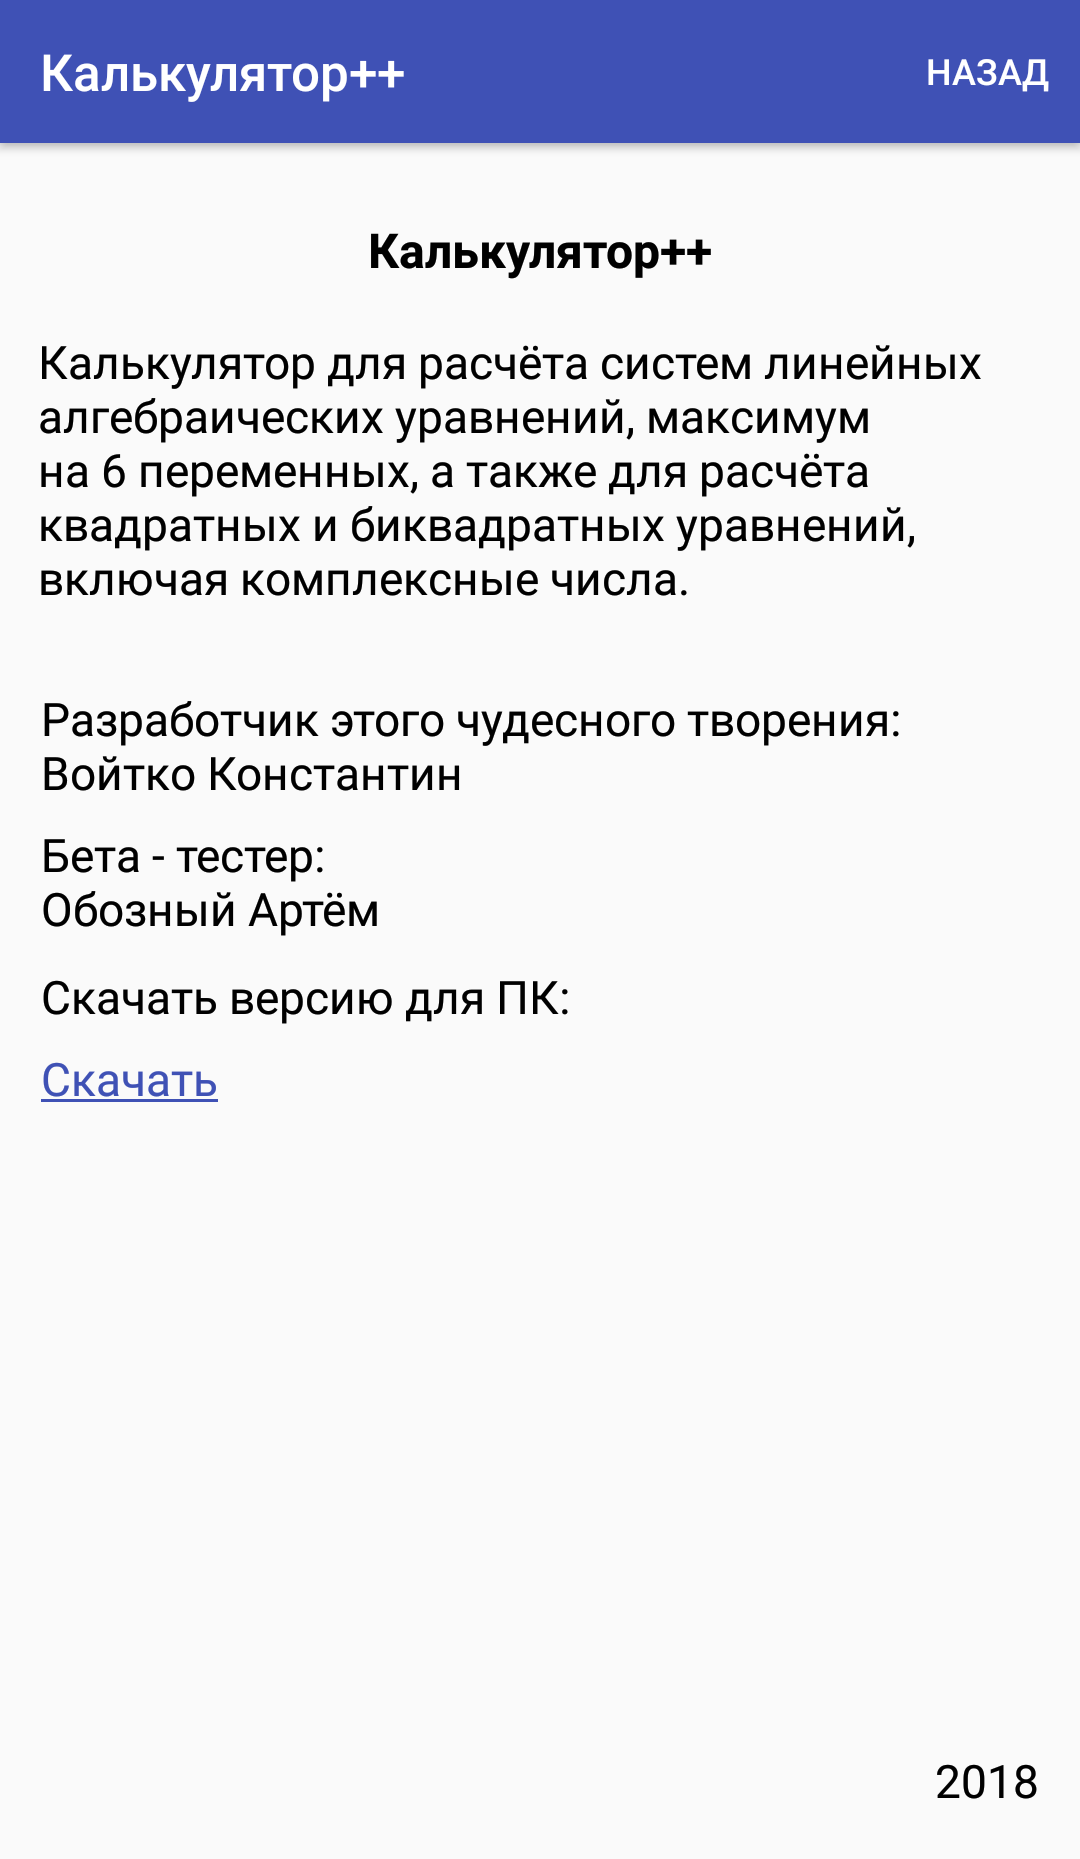 Калькулятор++
НАЗАД
Калькулятор++
Калькулятор для расчёта систем линейных
алгебраических уравнений, максимум
на 6 переменных, а также для расчёта
квадратных и биквадратных уравнений,
включая комплексные числа.
Разработчик этого чудесного творения:
Войтко Константин
Бета - тестер:
Обозный Артём
Скачать версию для ПК:
Скачать
2018